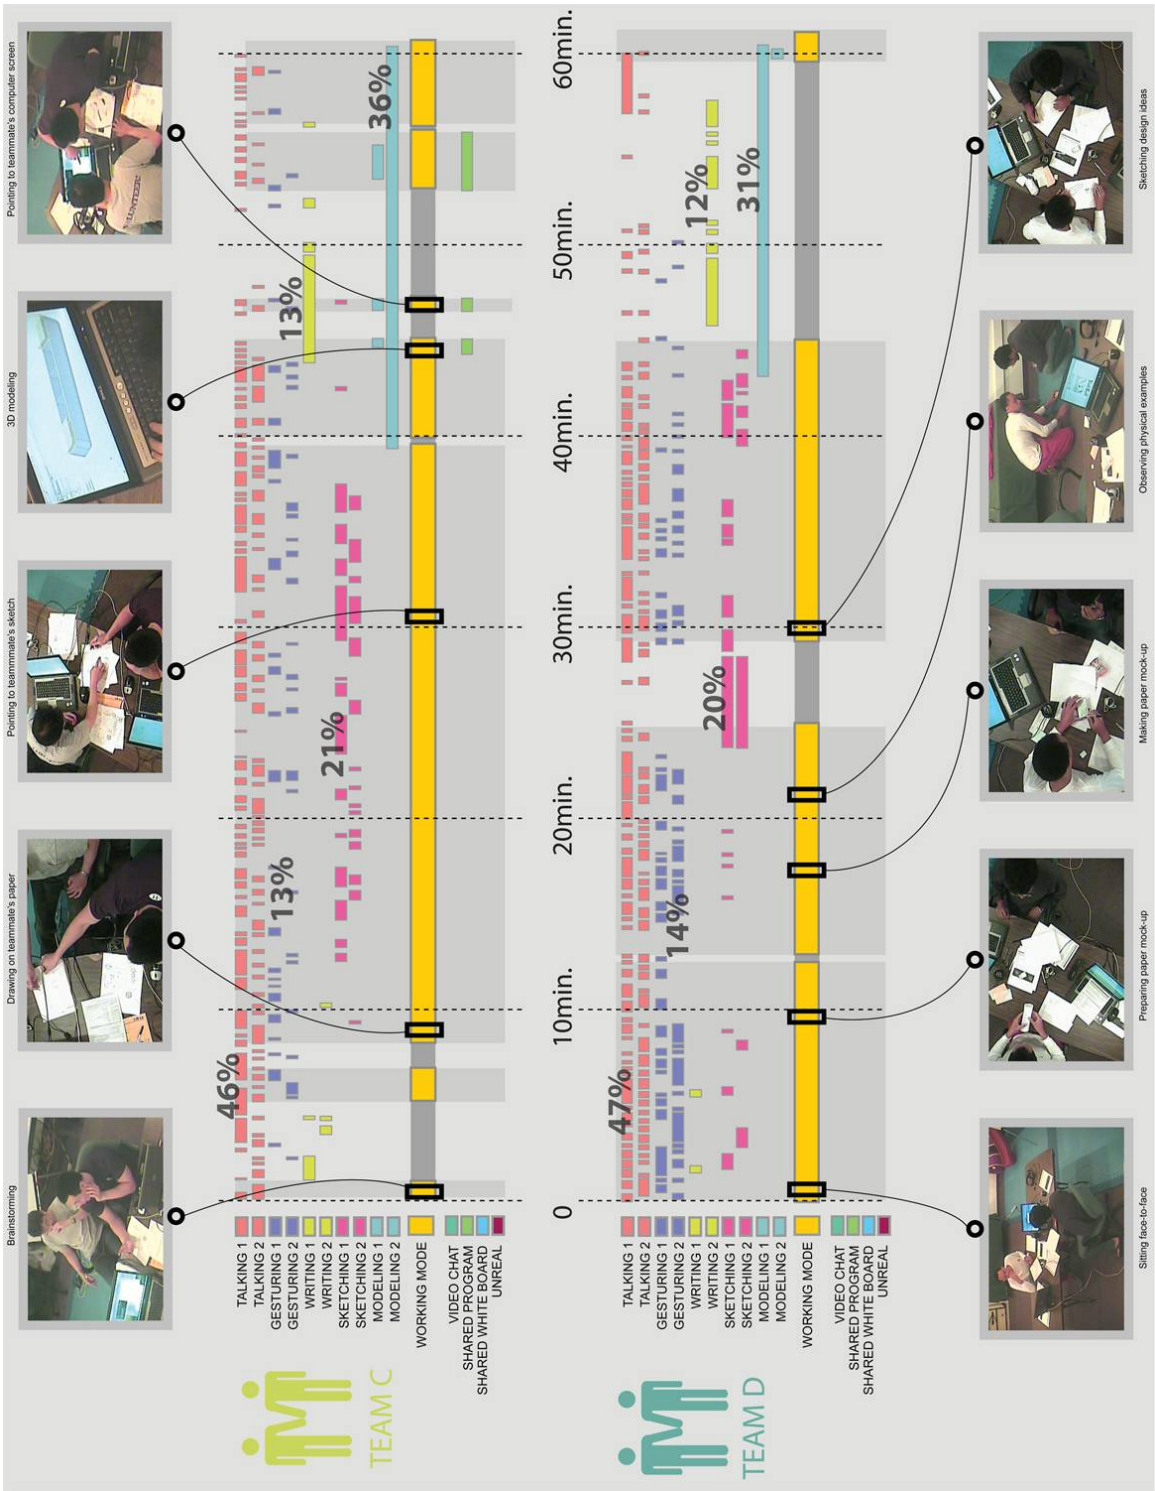 Brainstorming
Drawing on teammate's paper
Pointing to teammmate's sketch
3D modeling
Pointing to teammate's computer screen
TEAM C
TALKING 1
TALKING 2
GESTURING 1
GESTURING 2
WRITING 1
WRITING 2
SKETCHING 1
SKETCHING 2
MODELING 1
MODELING 2
WORKING MODE
VIDEO CHAT
SHARED PROGRAM
SHARED WHITE BOARD
UNREAL
46%
13%
21%
13%
36%
0
10min.
20min.
30min.
40min.
50min.
60min.
TEAM D
TALKING 1
TALKING 2
GESTURING 1
GESTURING 2
WRITING 1
WRITING 2
SKETCHING 1
SKETCHING 2
MODELING 1
MODELING 2
WORKING MODE
VIDEO CHAT
SHARED PROGRAM
SHARED WHITE BOARD
UNREAL
47%
14%
20%
12%
31%
Sitting face-to-face
Preparing paper mock-up
Making paper mock-up
Observing physical examples
Sketching design ideas